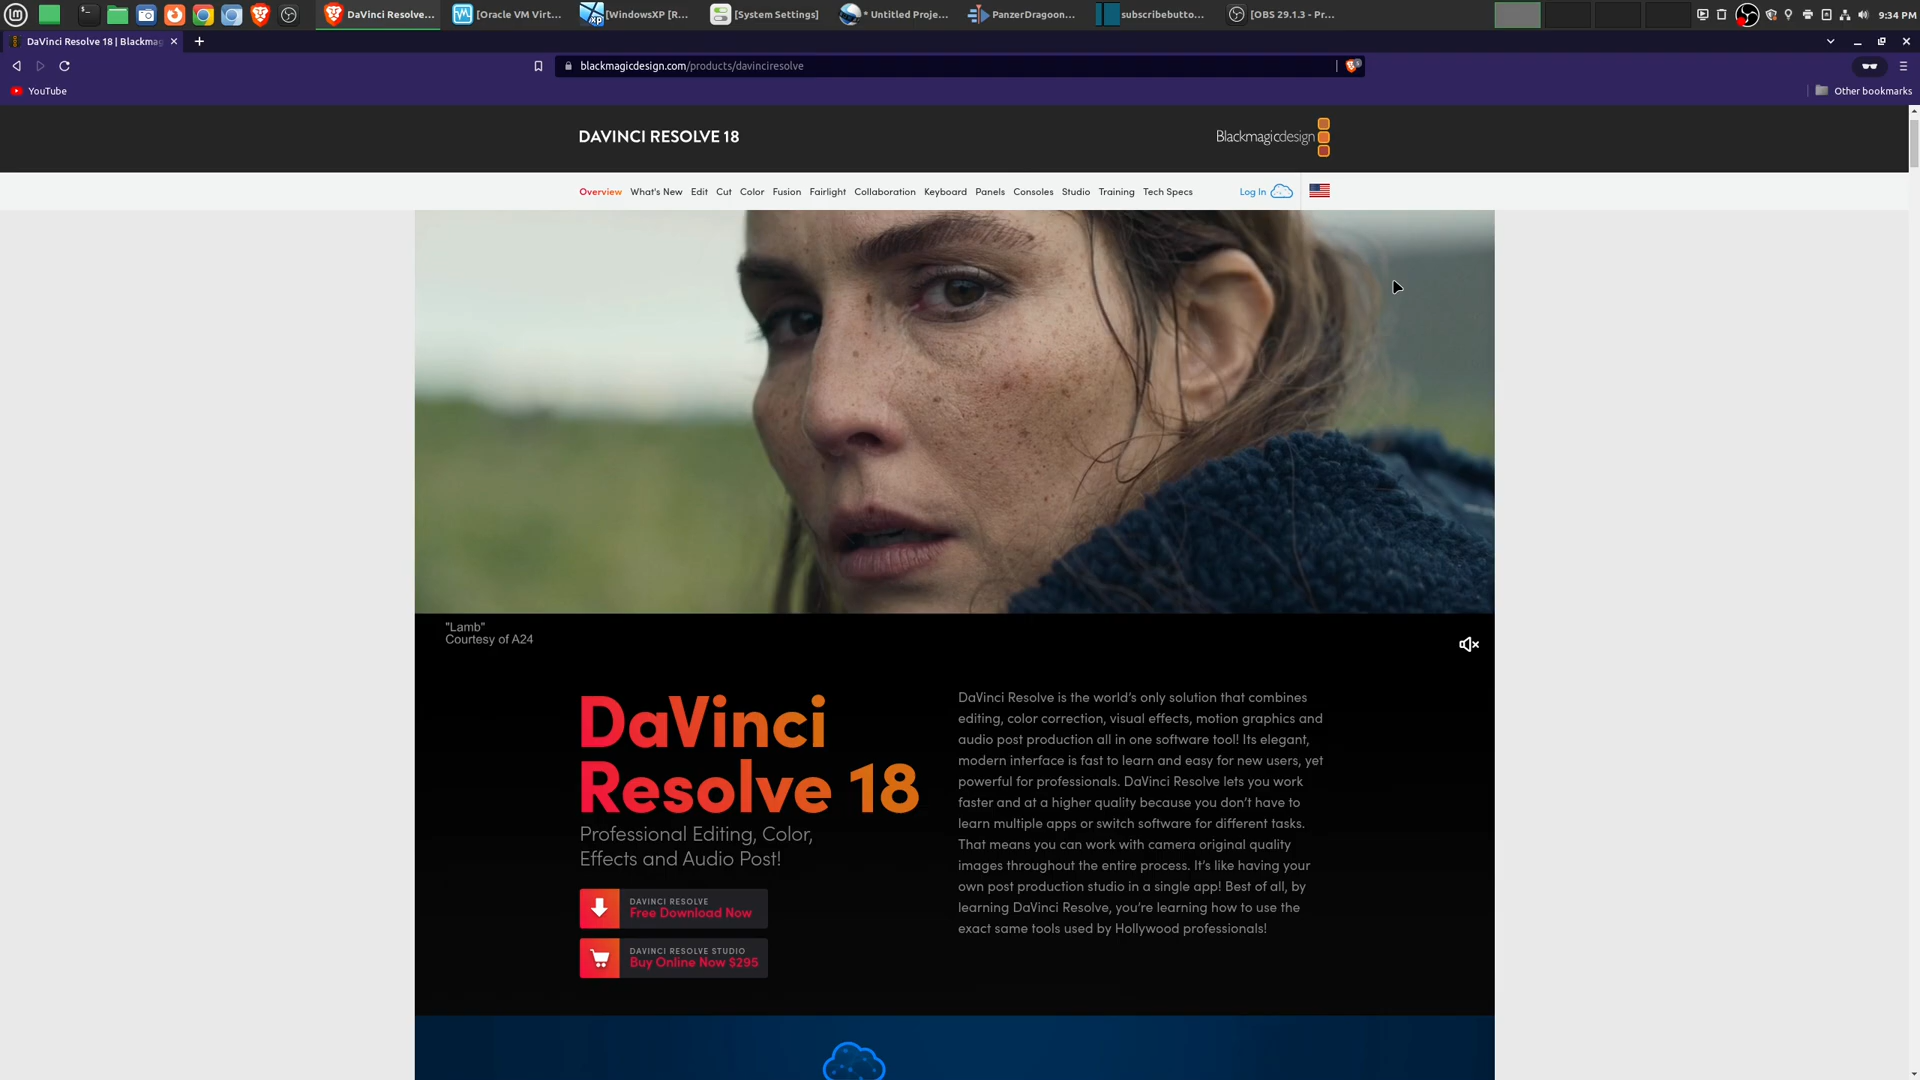 DaVinci Resolve...
[Oracle VM Virt...
[WindowsXP [R...
[System Settings]
* Untitled Proje...
PanzerDragoon...
subscribebutto...
[OBS 29.1.3 - Pr...
9:34 PM
DaVinci Resolve 18 | Blackmag
blackmagicdesign.com/products/davinciresolve
YouTube
Other bookmarks
DAVINCI RESOLVE 18
Blackmagicdesign
Overview What's New Edit Cut Color Fusion Fairlight Collaboration Keyboard Panels Consoles Studio Training Tech Specs Log In
"Lamb"
Courtesy of A24
DaVinci
Resolve 18
Professional Editing, Color,
Effects and Audio Post!
DAVINCI RESOLVE
Free Download Now
DAVINCI RESOLVE STUDIO
Buy Online Now $295
DaVinci Resolve is the world’s only solution that combines
editing, color correction, visual effects, motion graphics and
audio post production all in one software tool! Its elegant,
modern interface is fast to learn and easy for new users, yet
powerful for professionals. DaVinci Resolve lets you work
faster and at a higher quality because you don’t have to
learn multiple apps or switch software for different tasks.
That means you can work with camera original quality
images throughout the entire process. It’s like having your
own post production studio in a single app! Best of all, by
learning DaVinci Resolve, you’re learning how to use the
exact same tools used by Hollywood professionals!